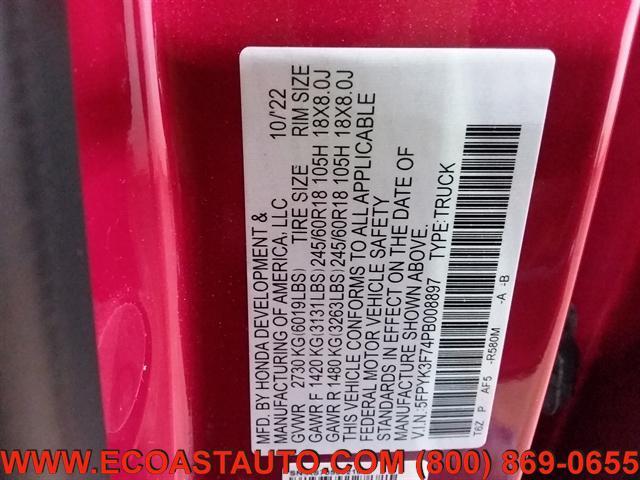 MFD. BY HONDA DEVELOPMENT &
MANUFACTURING OF AMERICA, LLC 10/'22
GVWR 2730 KG(6019LBS) TIRE SIZE RIM SIZE
GAWR F 1420 KG(3131LBS) 245/60R18 105H 18X8.0J
GAWR R 1480 KG(3263LBS) 245/60R18 105H 18X8.0J
THIS VEHICLE CONFORMS TO ALL APPLICABLE
FEDERAL MOTOR VEHICLE SAFETY
STANDARDS IN EFFECT ON THE DATE OF
MANUFACTURE SHOWN ABOVE.
V.I.N: 5FPYK3F74PB008897 TYPE:TRUCK
T6Z P AF5 -R580M -A -B
WWW.ECOASTAUTO.COM (800) 869-0655